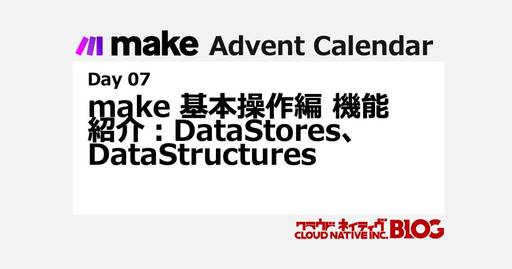 make Advent Calendar
Day 07
make 基本操作編 機能
紹介：DataStores、
DataStructures
クラウド ネイティヴ
CLOUD NATIVE INC. BLOG